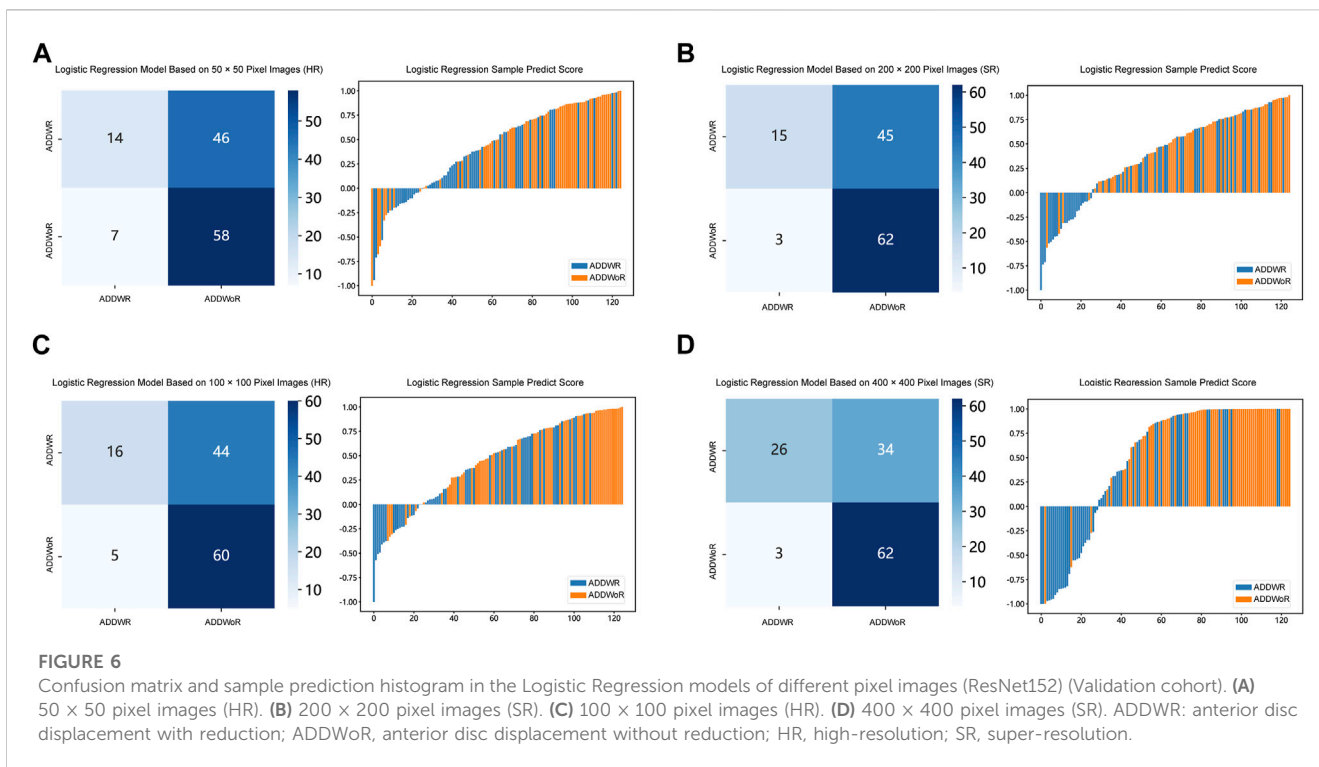 A
Logistic Regression Model Based on 50 × 50 Pixel Images (HR)
ADDWR
14
46
ADDWoR
7
58
ADDWR
ADDWoR
50
40
30
20
10
Logistic Regression Sample Predict Score
1.00
0.75
0.50
0.25
0.00
-0.25
-0.50
-0.75
-1.00
ADDWR
ADDWoR
0 20 40 60 80 100 120
B
Logistic Regression Model Based on 200 × 200 Pixel Images (SR)
ADDWR
15
45
ADDWoR
3
62
ADDWR
ADDWoR
60
50
40
30
20
10
Logistic Regression Sample Predict Score
1.00
0.75
0.50
0.25
0.00
-0.25
-0.50
-0.75
-1.00
ADDWR
ADDWoR
0 20 40 60 80 100 120
C
Logistic Regression Model Based on 100 × 100 Pixel Images (HR)
ADDWR
16
44
ADDWoR
5
60
ADDWR
ADDWoR
60
50
40
30
20
10
Logistic Regression Sample Predict Score
1.00
0.75
0.50
0.25
0.00
-0.25
-0.50
-0.75
-1.00
ADDWR
ADDWoR
0 20 40 60 80 100 120
D
Logistic Regression Model Based on 400 × 400 Pixel Images (SR)
ADDWR
26
34
ADDWoR
3
62
ADDWR
ADDWoR
60
50
40
30
20
10
Logistic Regression Sample Predict Score
1.00
0.75
0.50
0.25
0.00
-0.25
-0.50
-0.75
-1.00
ADDWR
ADDWoR
0 20 40 60 80 100 120
FIGURE 6
Confusion matrix and sample prediction histogram in the Logistic Regression models of different pixel images (ResNet152) (Validation cohort). (A)
50 × 50 pixel images (HR). (B) 200 × 200 pixel images (SR). (C) 100 × 100 pixel images (HR). (D) 400 × 400 pixel images (SR). ADDWR: anterior disc
displacement with reduction; ADDWoR, anterior disc displacement without reduction; HR, high-resolution; SR, super-resolution.